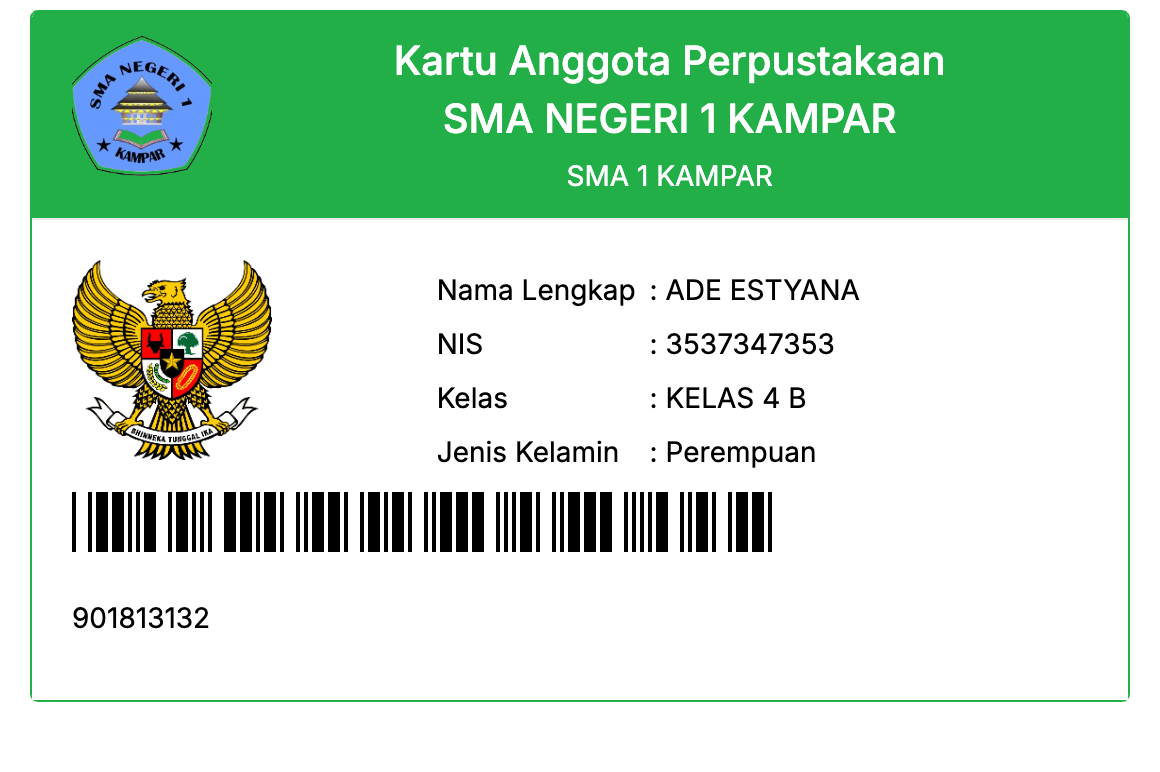 SMA NEGERI 1
KAMPAR
Kartu Anggota Perpustakaan
SMA NEGERI 1 KAMPAR
SMA 1 KAMPAR
BHINNEKA TUNGGAL IKA
Nama Lengkap : ADE ESTYANA
NIS : 3537347353
Kelas : KELAS 4 B
Jenis Kelamin : Perempuan
901813132